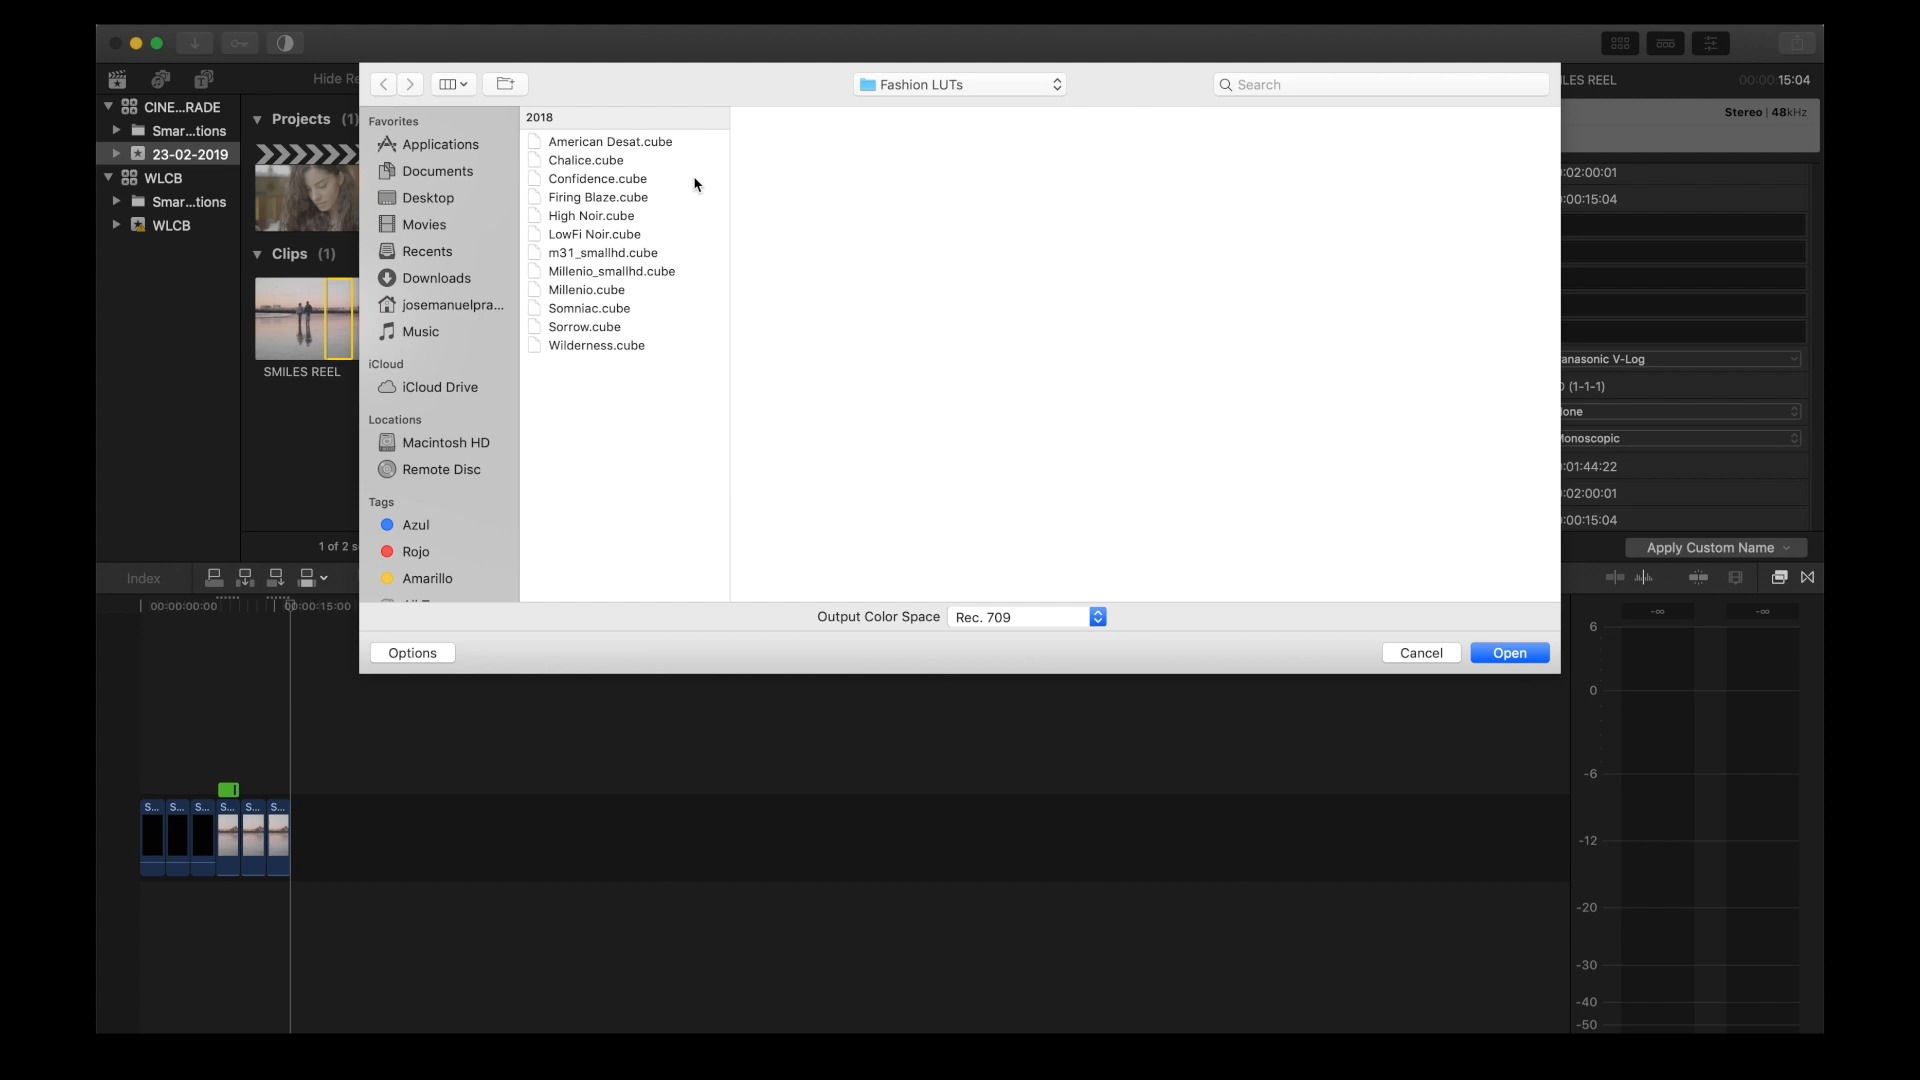 Hide Re
LES REEL
00:00:15:04
CINE...RADE
Smar...tions
23-02-2019
WLCB
Smar...tions
WLCB
Projects (1)
Clips (1)
SMILES REEL
1 of 2 s
Fashion LUTs
Search
Favorites
Applications
Documents
Desktop
Movies
Recents
Downloads
josemanuelpra...
Music
iCloud
iCloud Drive
Locations
Macintosh HD
Remote Disc
Tags
Azul
Rojo
Amarillo
2018
American Desat.cube
Chalice.cube
Confidence.cube
Firing Blaze.cube
High Noir.cube
LowFi Noir.cube
m31_smallhd.cube
Millenio_smallhd.cube
Millenio.cube
Somniac.cube
Sorrow.cube
Wilderness.cube
Output Color Space Rec. 709
Options
Cancel
Open
Stereo | 48kHz
:02:00:01
:00:15:04
anasonic V-Log
(1-1-1)
one
Monoscopic
:01:44:22
:02:00:01
:00:15:04
Apply Custom Name
Index
00:00:00:00
00:00:15:00
S... S... S... S... S... S...
-∞ -∞
6
0
-6
-12
-20
-30
-40
-50